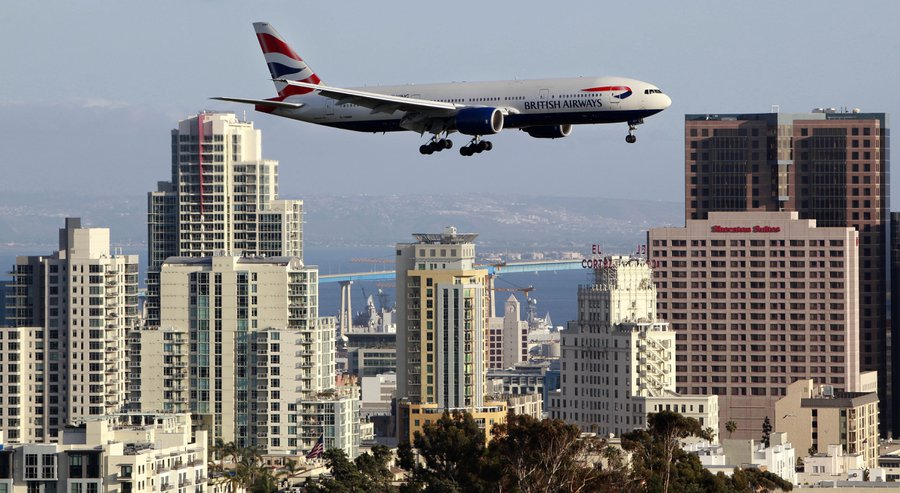 BRITISH AIRWAYS
Sheraton Suites
EL
CORTEZ